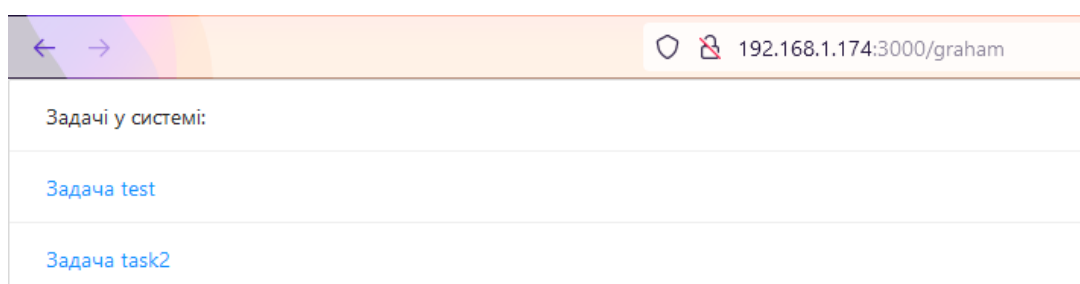 192.168.1.174:3000/graham
Задачі у системі:
Задача test
Задача task2